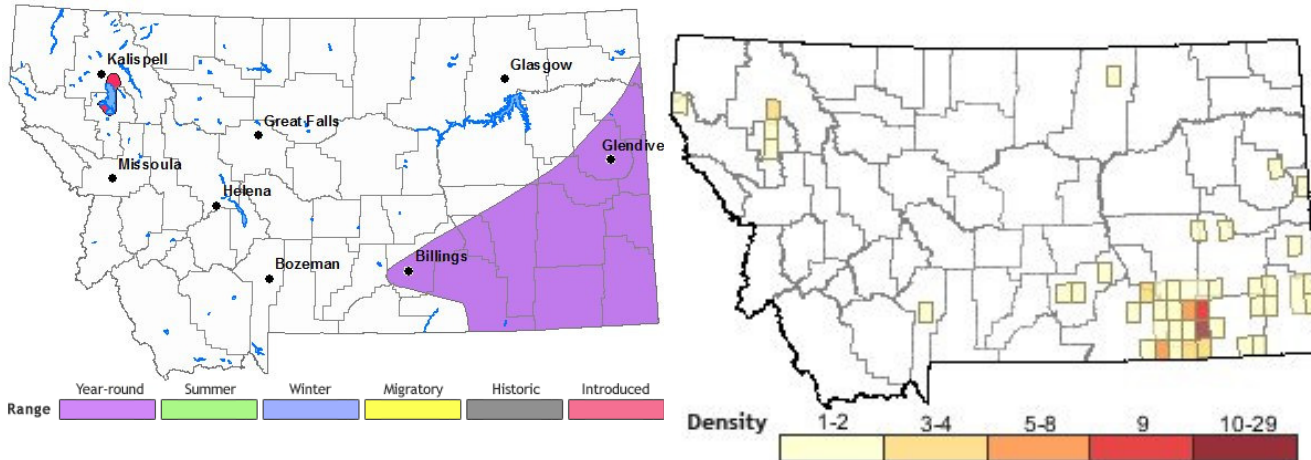 Kalispell
Glasgow
Great Falls
Glendive
Missoula
Helena
Billings
Bozeman
Year-round Summer Winter Migratory Historic Introduced
Range
Density 1-2 3-4 5-8 9 10-29